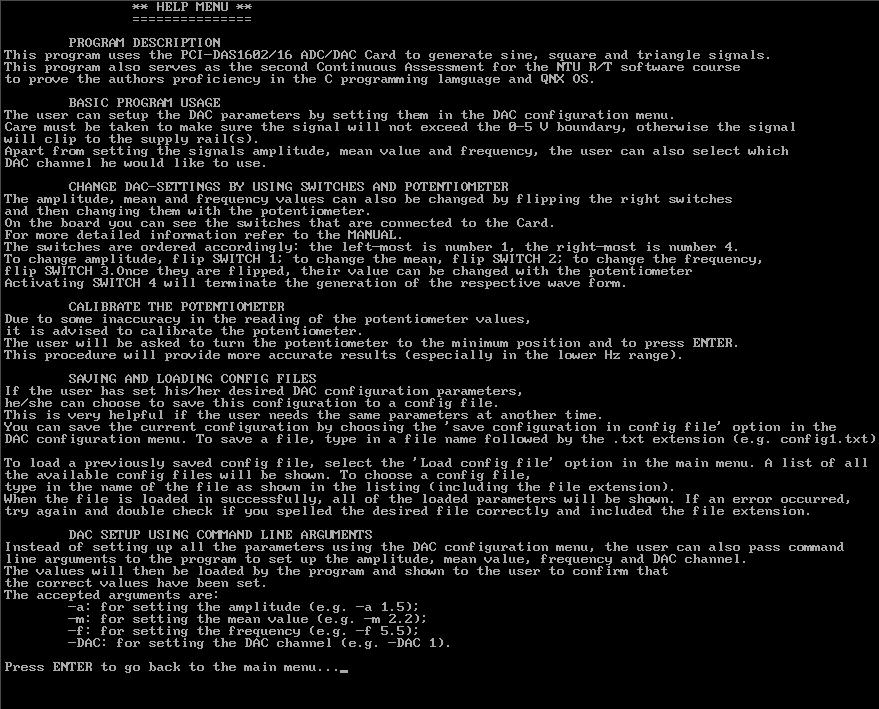 ** HELP MENU **
===============
PROGRAM DESCRIPTION
This program uses the PCI-DAS1602/16 ADC/DAC Card to generate sine, square and triangle signals.
This program also serves as the second Continuous Assessment for the NTU R/T software course
to prove the authors proficiency in the C programming lamguage and QNX OS.
BASIC PROGRAM USAGE
The user can setup the DAC parameters by setting them in the DAC configuration menu.
Care must be taken to make sure the signal will not exceed the 0-5 V boundary, otherwise the signal
will clip to the supply rail(s).
Apart from setting the signals amplitude, mean value and frequency, the user can also select which
DAC channel he would like to use.
CHANGE DAC-SETTINGS BY USING SWITCHES AND POTENTIOMETER
The amplitude, mean and frequency values can also be changed by flipping the right switches
and then changing them with the potentiometer.
On the board you can see the switches that are connected to the Card.
For more detailed information refer to the MANUAL.
The switches are ordered accordingly: the left-most is number 1, the right-most is number 4.
To change amplitude, flip SWITCH 1; to change the mean, flip SWITCH 2; to change the frequency,
flip SWITCH 3.Once they are flipped, their value can be changed with the potentiometer
Activating SWITCH 4 will terminate the generation of the respective wave form.
CALIBRATE THE POTENTIOMETER
Due to some inaccuracy in the reading of the potentiometer values,
it is advised to calibrate the potentiometer.
The user will be asked to turn the potentiometer to the minimum position and to press ENTER.
This procedure will provide more accurate results (especially in the lower Hz range).
SAVING AND LOADING CONFIG FILES
If the user has set his/her desired DAC configuration parameters,
he/she can choose to save this configuration to a config file.
This is very helpful if the user needs the same parameters at another time.
You can save the current configuration by choosing the 'save configuration in config file' option in the
DAC configuration menu. To save a file, type in a file name followed by the .txt extension (e.g. config1.txt)
To load a previously saved config file, select the 'Load config file' option in the main menu. A list of all
the available config files will be shown. To choose a config file,
type in the name of the file as shown in the listing (including the file extension).
When the file is loaded in successfully, all of the loaded parameters will be shown. If an error occurred,
try again and double check if you spelled the desired file correctly and included the file extension.
DAC SETUP USING COMMAND LINE ARGUMENTS
Instead of setting up all the parameters using the DAC configuration menu, the user can also pass command
line arguments to the program to set up the amplitude, mean value, frequency and DAC channel.
The values will then be loaded by the program and shown to the user to confirm that
the correct values have been set.
The accepted arguments are:
-a: for setting the amplitude (e.g. -a 1.5);
-m: for setting the mean value (e.g. -m 2.2);
-f: for setting the frequency (e.g. -f 5.5);
-DAC: for setting the DAC channel (e.g. -DAC 1).
Press ENTER to go back to the main menu..._